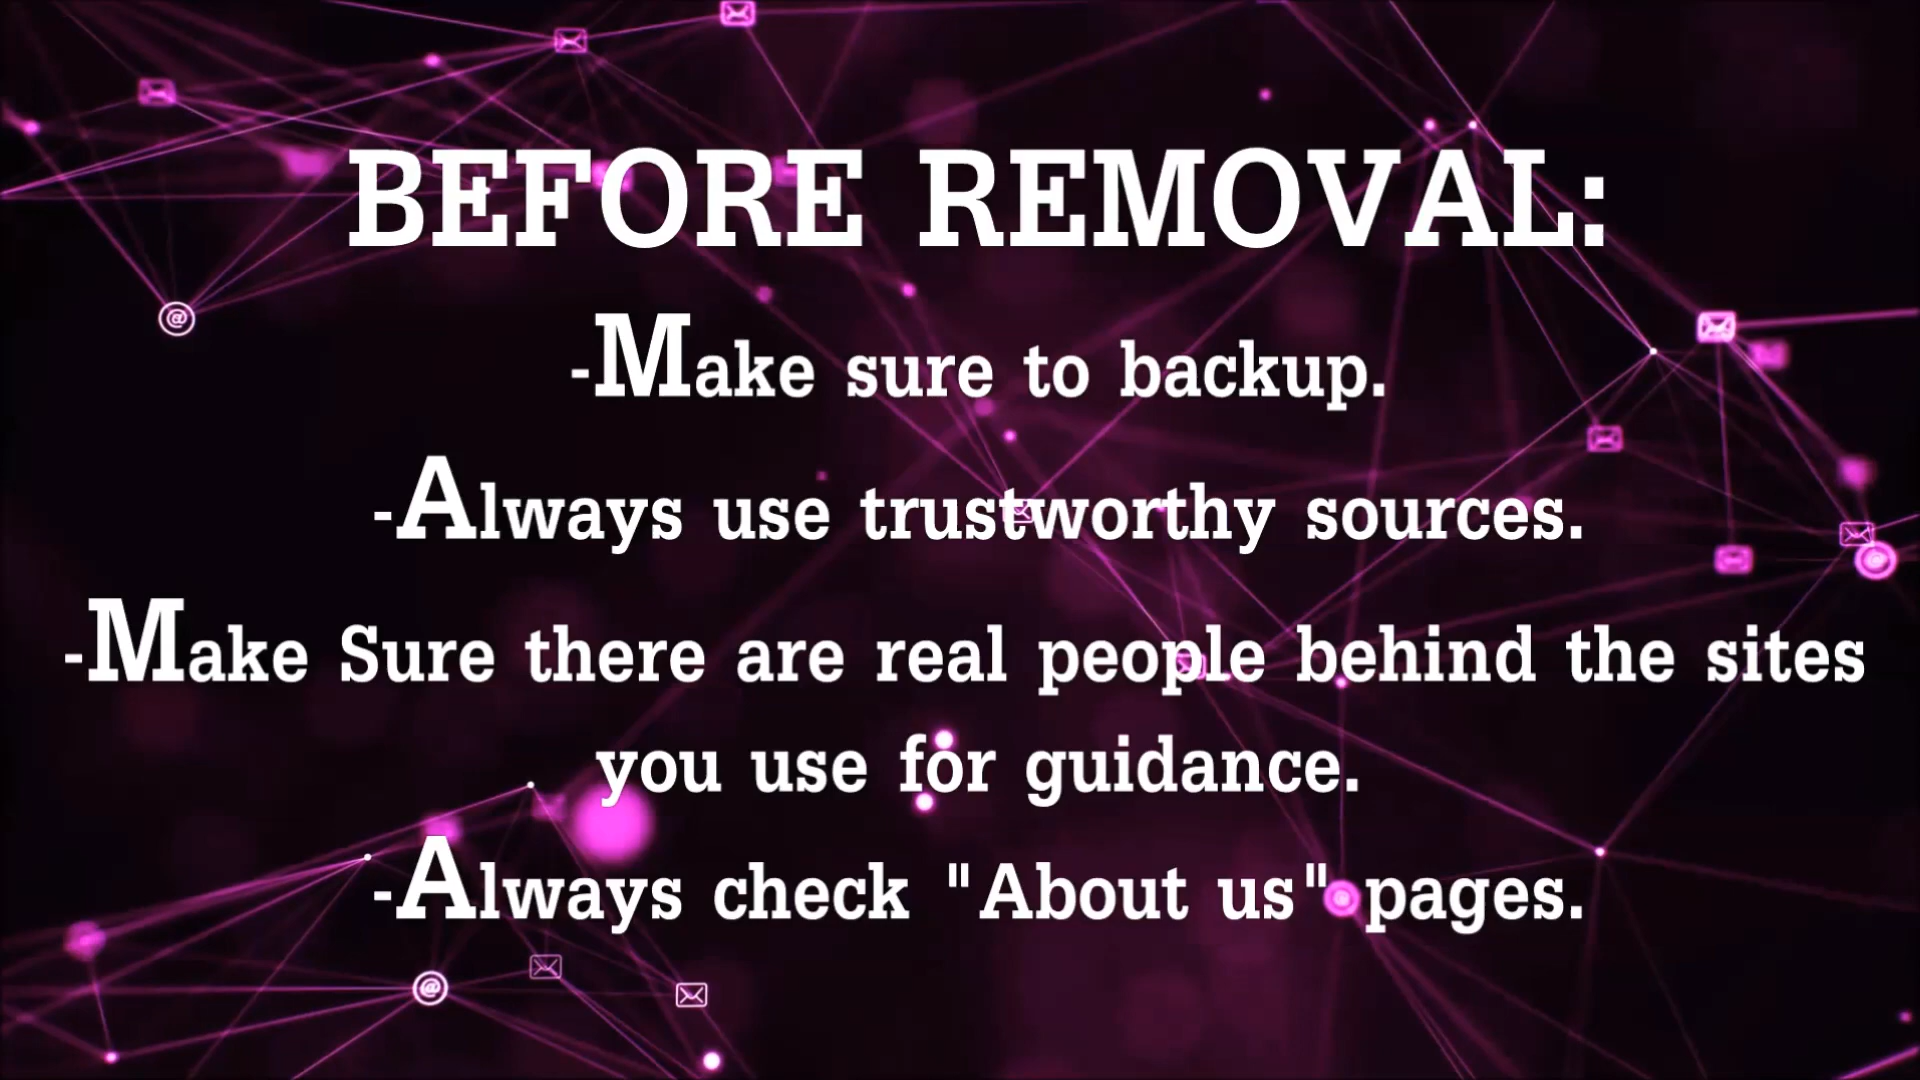 BEFORE REMOVAL:
-Make sure to backup.
-Always use trustworthy sources.
-Make Sure there are real people behind the sites
you use for guidance.
-Always check "About us" pages.